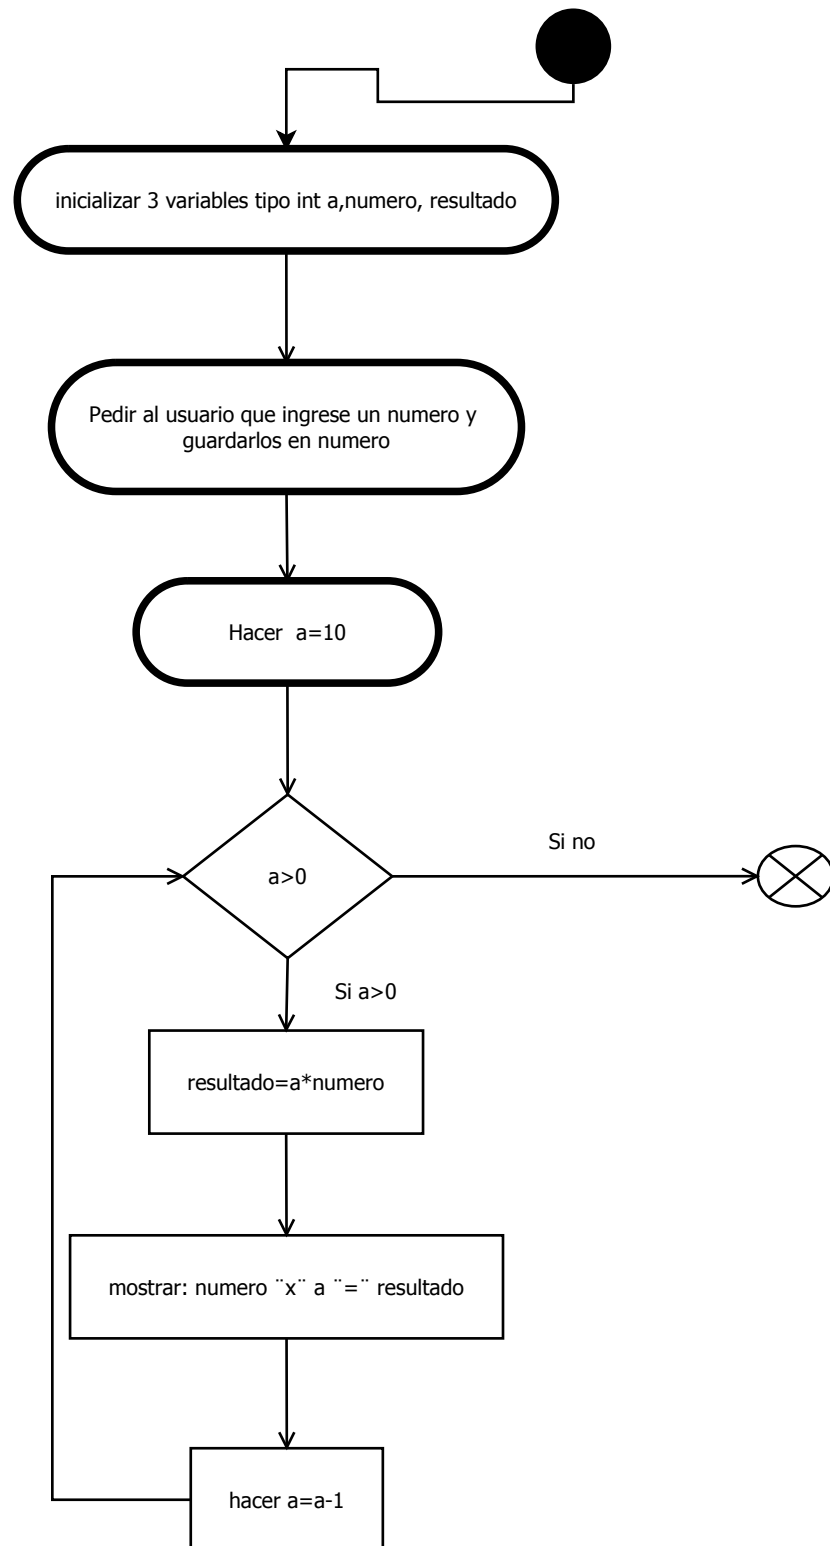 inicializar 3 variables tipo int a,numero, resultado
Pedir al usuario que ingrese un numero y
guardarlos en numero
Hacer  a=10
a>0
Si no
Si a>0
resultado=a*numero
mostrar: numero ¨x¨ a ¨=¨ resultado
hacer a=a-1